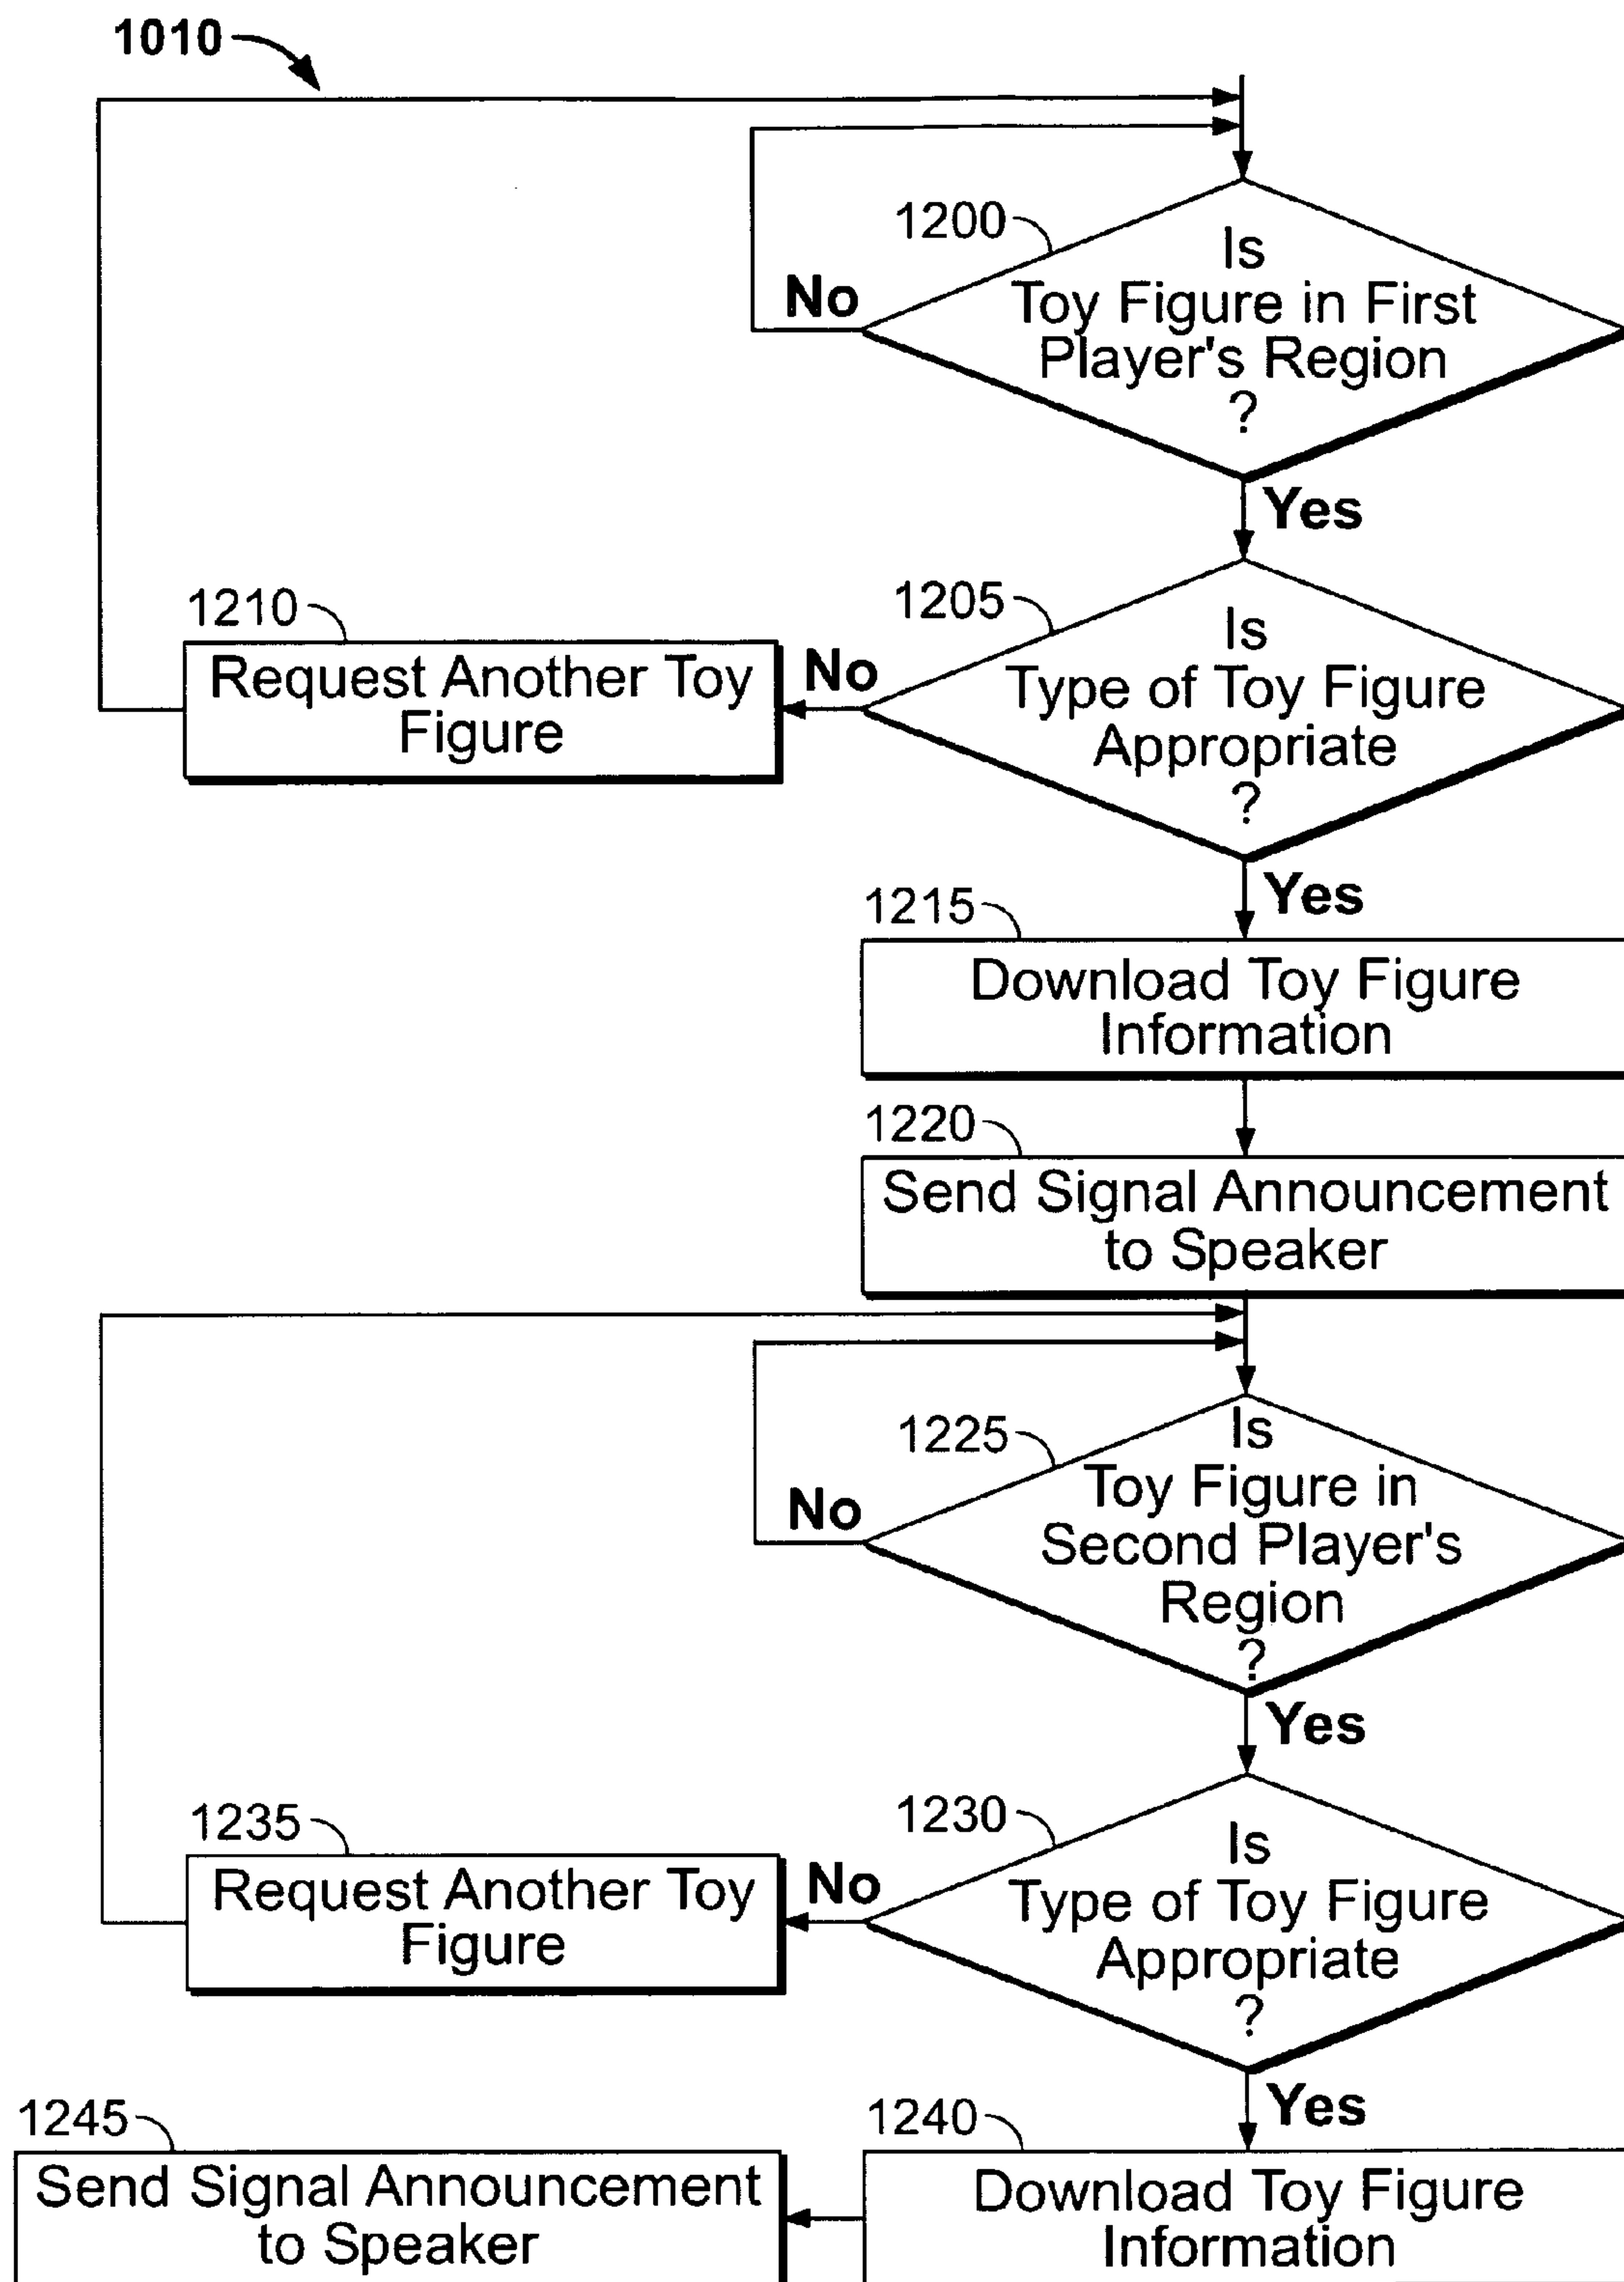 1010
1200
Is
Toy Figure in First
Player's Region
?
No
Yes
1205
Is
Type of Toy Figure
Appropriate
?
No
1210
Request Another Toy
Figure
Yes
1215
Download Toy Figure
Information
1220
Send Signal Announcement
to Speaker
1225
Is
Toy Figure in
Second Player's
Region
?
No
Yes
1230
Is
Type of Toy Figure
Appropriate
?
No
1235
Request Another Toy
Figure
Yes
1240
Download Toy Figure
Information
1245
Send Signal Announcement
to Speaker